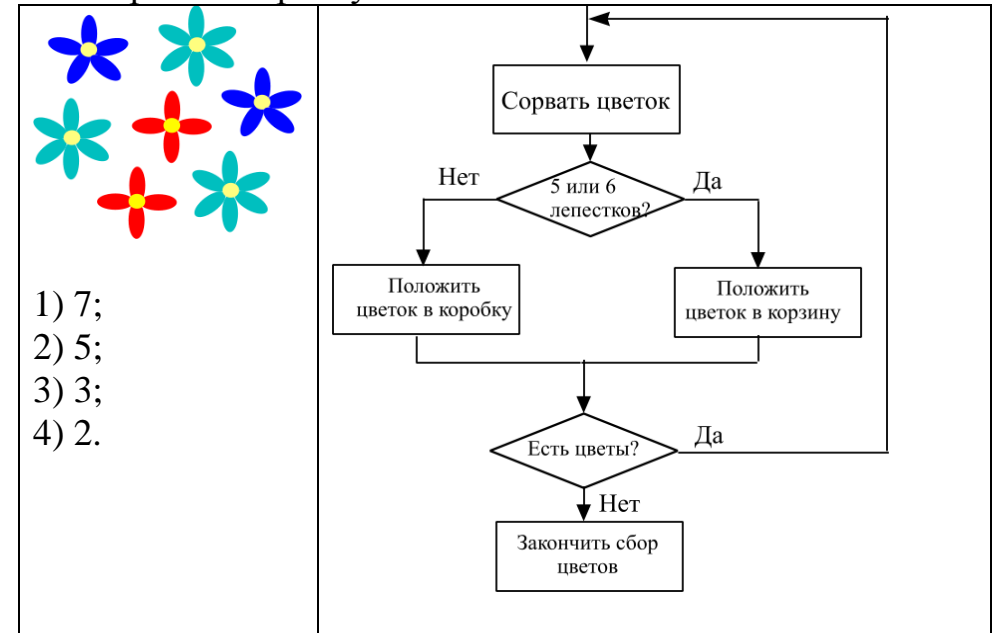 1) 7;
2) 5;
3) 3;
4) 2.
Сорвать цветок
Нет
5 или 6
лепестков?
Да
Положить
цветок в коробку
Положить
цветок в корзину
Есть цветы?
Да
Нет
Закончить сбор
цветов